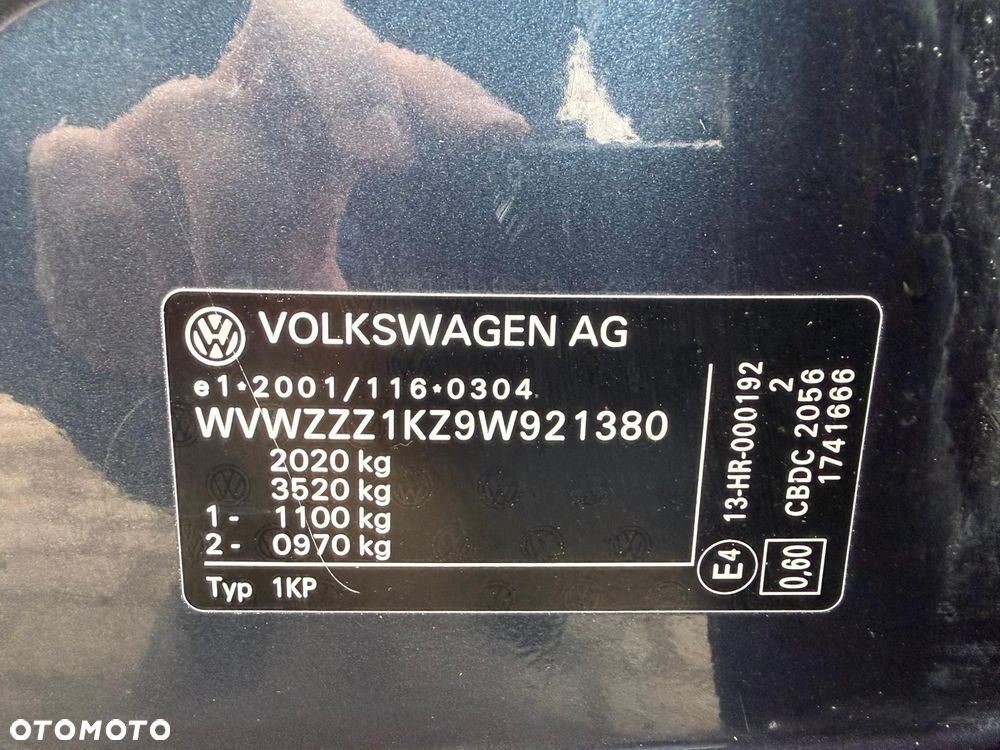 VOLKSWAGEN AG
e1*2001/116*0304
WVWZZZ1KZ9W921380
2020 kg
3520 kg
1- 1100 kg
2- 0970 kg
Typ 1KP
E4 13-HR-000192
2
CBDC 2056
1741666
0,60
OTOMOTO